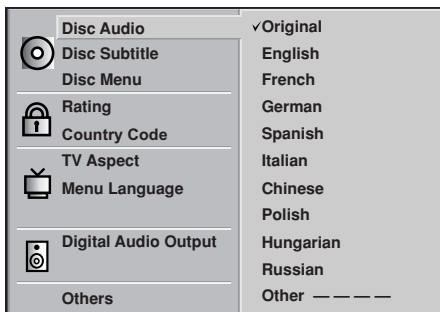 Disc Audio
Disc Subtitle
Disc Menu
Rating
Country Code
TV Aspect
Menu Language
Digital Audio Output
Others
✓Original
English
French
German
Spanish
Italian
Chinese
Polish
Hungarian
Russian
Other — — — —